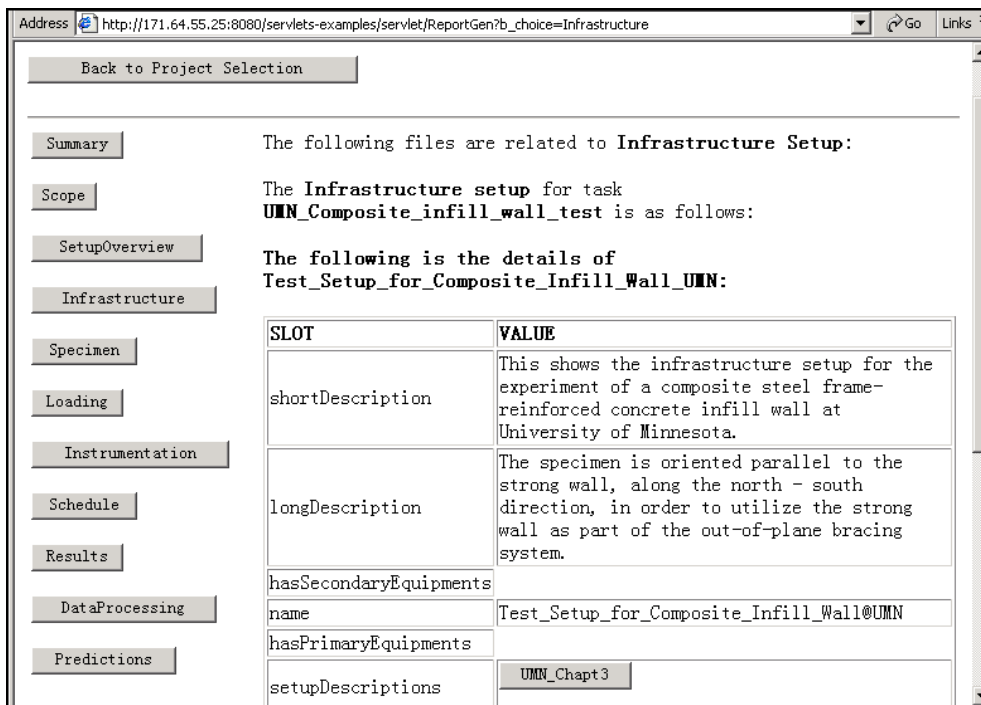 Address http://171.64.55.25:8080/servlets-examples/servlet/ReportGen?b_choice=Infrastructure Go Links
Back to Project Selection
Summary
Scope
SetupOverview
Infrastructure
Specimen
Loading
Instrumentation
Schedule
Results
DataProcessing
Predictions
The following files are related to Infrastructure Setup:
The Infrastructure setup for task
UMN_Composite_infill_wall_test is as follows:
The following is the details of
Test_Setup_for_Composite_Infill_Wall_UMN:
SLOT VALUE
shortDescription
This shows the infrastructure setup for the
experiment of a composite steel frame-
reinforced concrete infill wall at
University of Minnesota.
longDescription
The specimen is oriented parallel to the
strong wall, along the north - south
direction, in order to utilize the strong
wall as part of the out-of-plane bracing
system.
hasSecondaryEquipments
name Test_Setup_for_Composite_Infill_Wall@UMN
hasPrimaryEquipments
setupDescriptions UMN_Chapt3